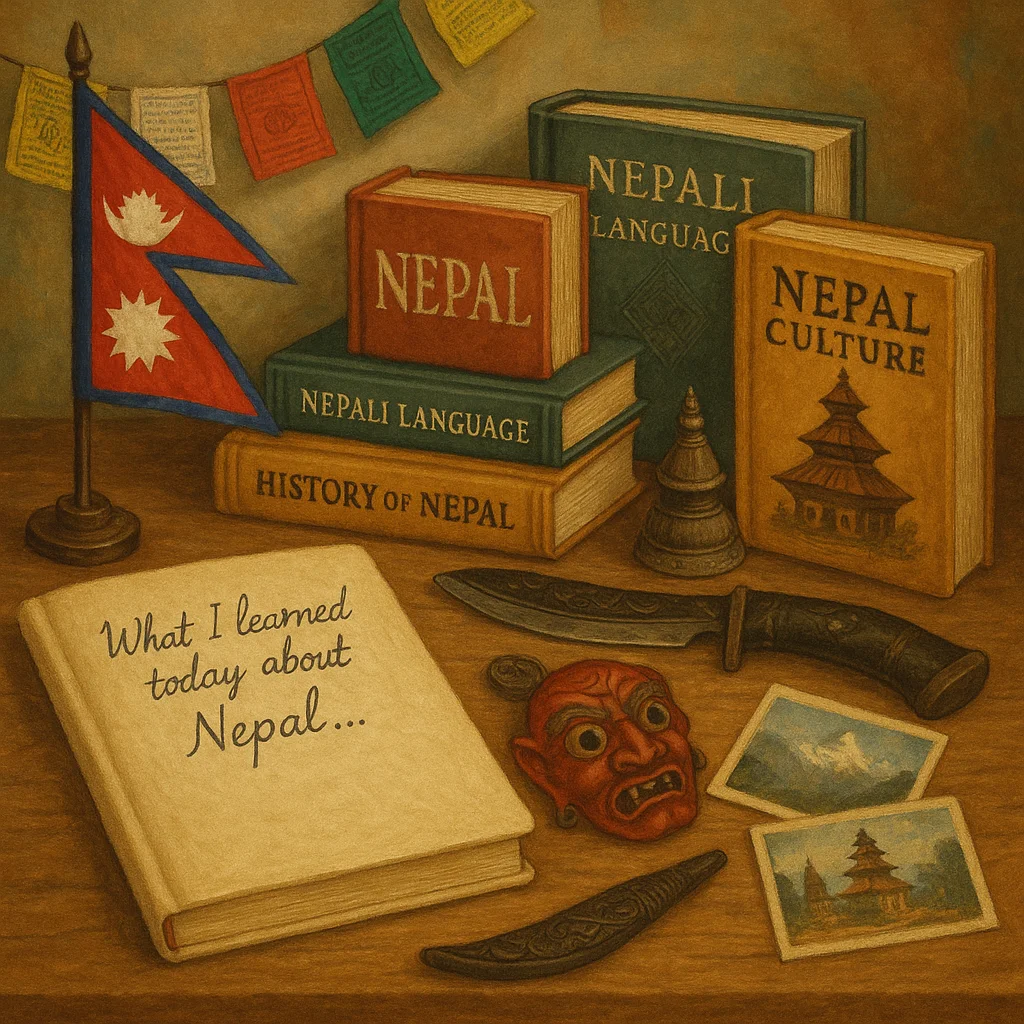 NEPAL
NEPALI LANGUAGE
HISTORY OF NEPAL
NEPALI
LANGUAG
NEPAL
CULTURE
What I learned
today about
Nepal...